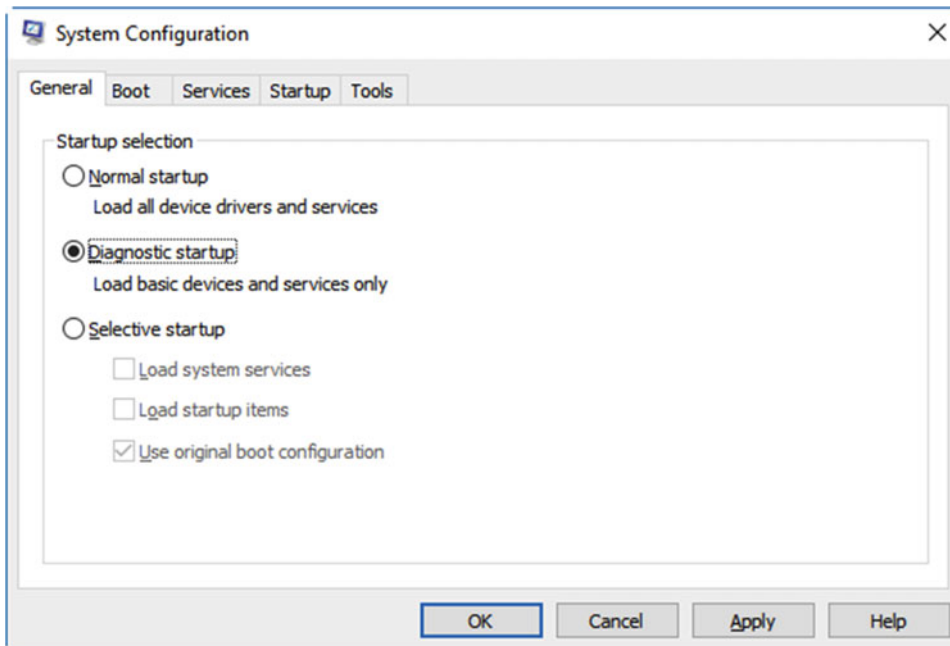 System Configuration
General Boot Services Startup Tools
Startup selection
Normal startup
Load all device drivers and services
Diagnostic startup
Load basic devices and services only
Selective startup
Load system services
Load startup items
Use original boot configuration
OK Cancel Apply Help